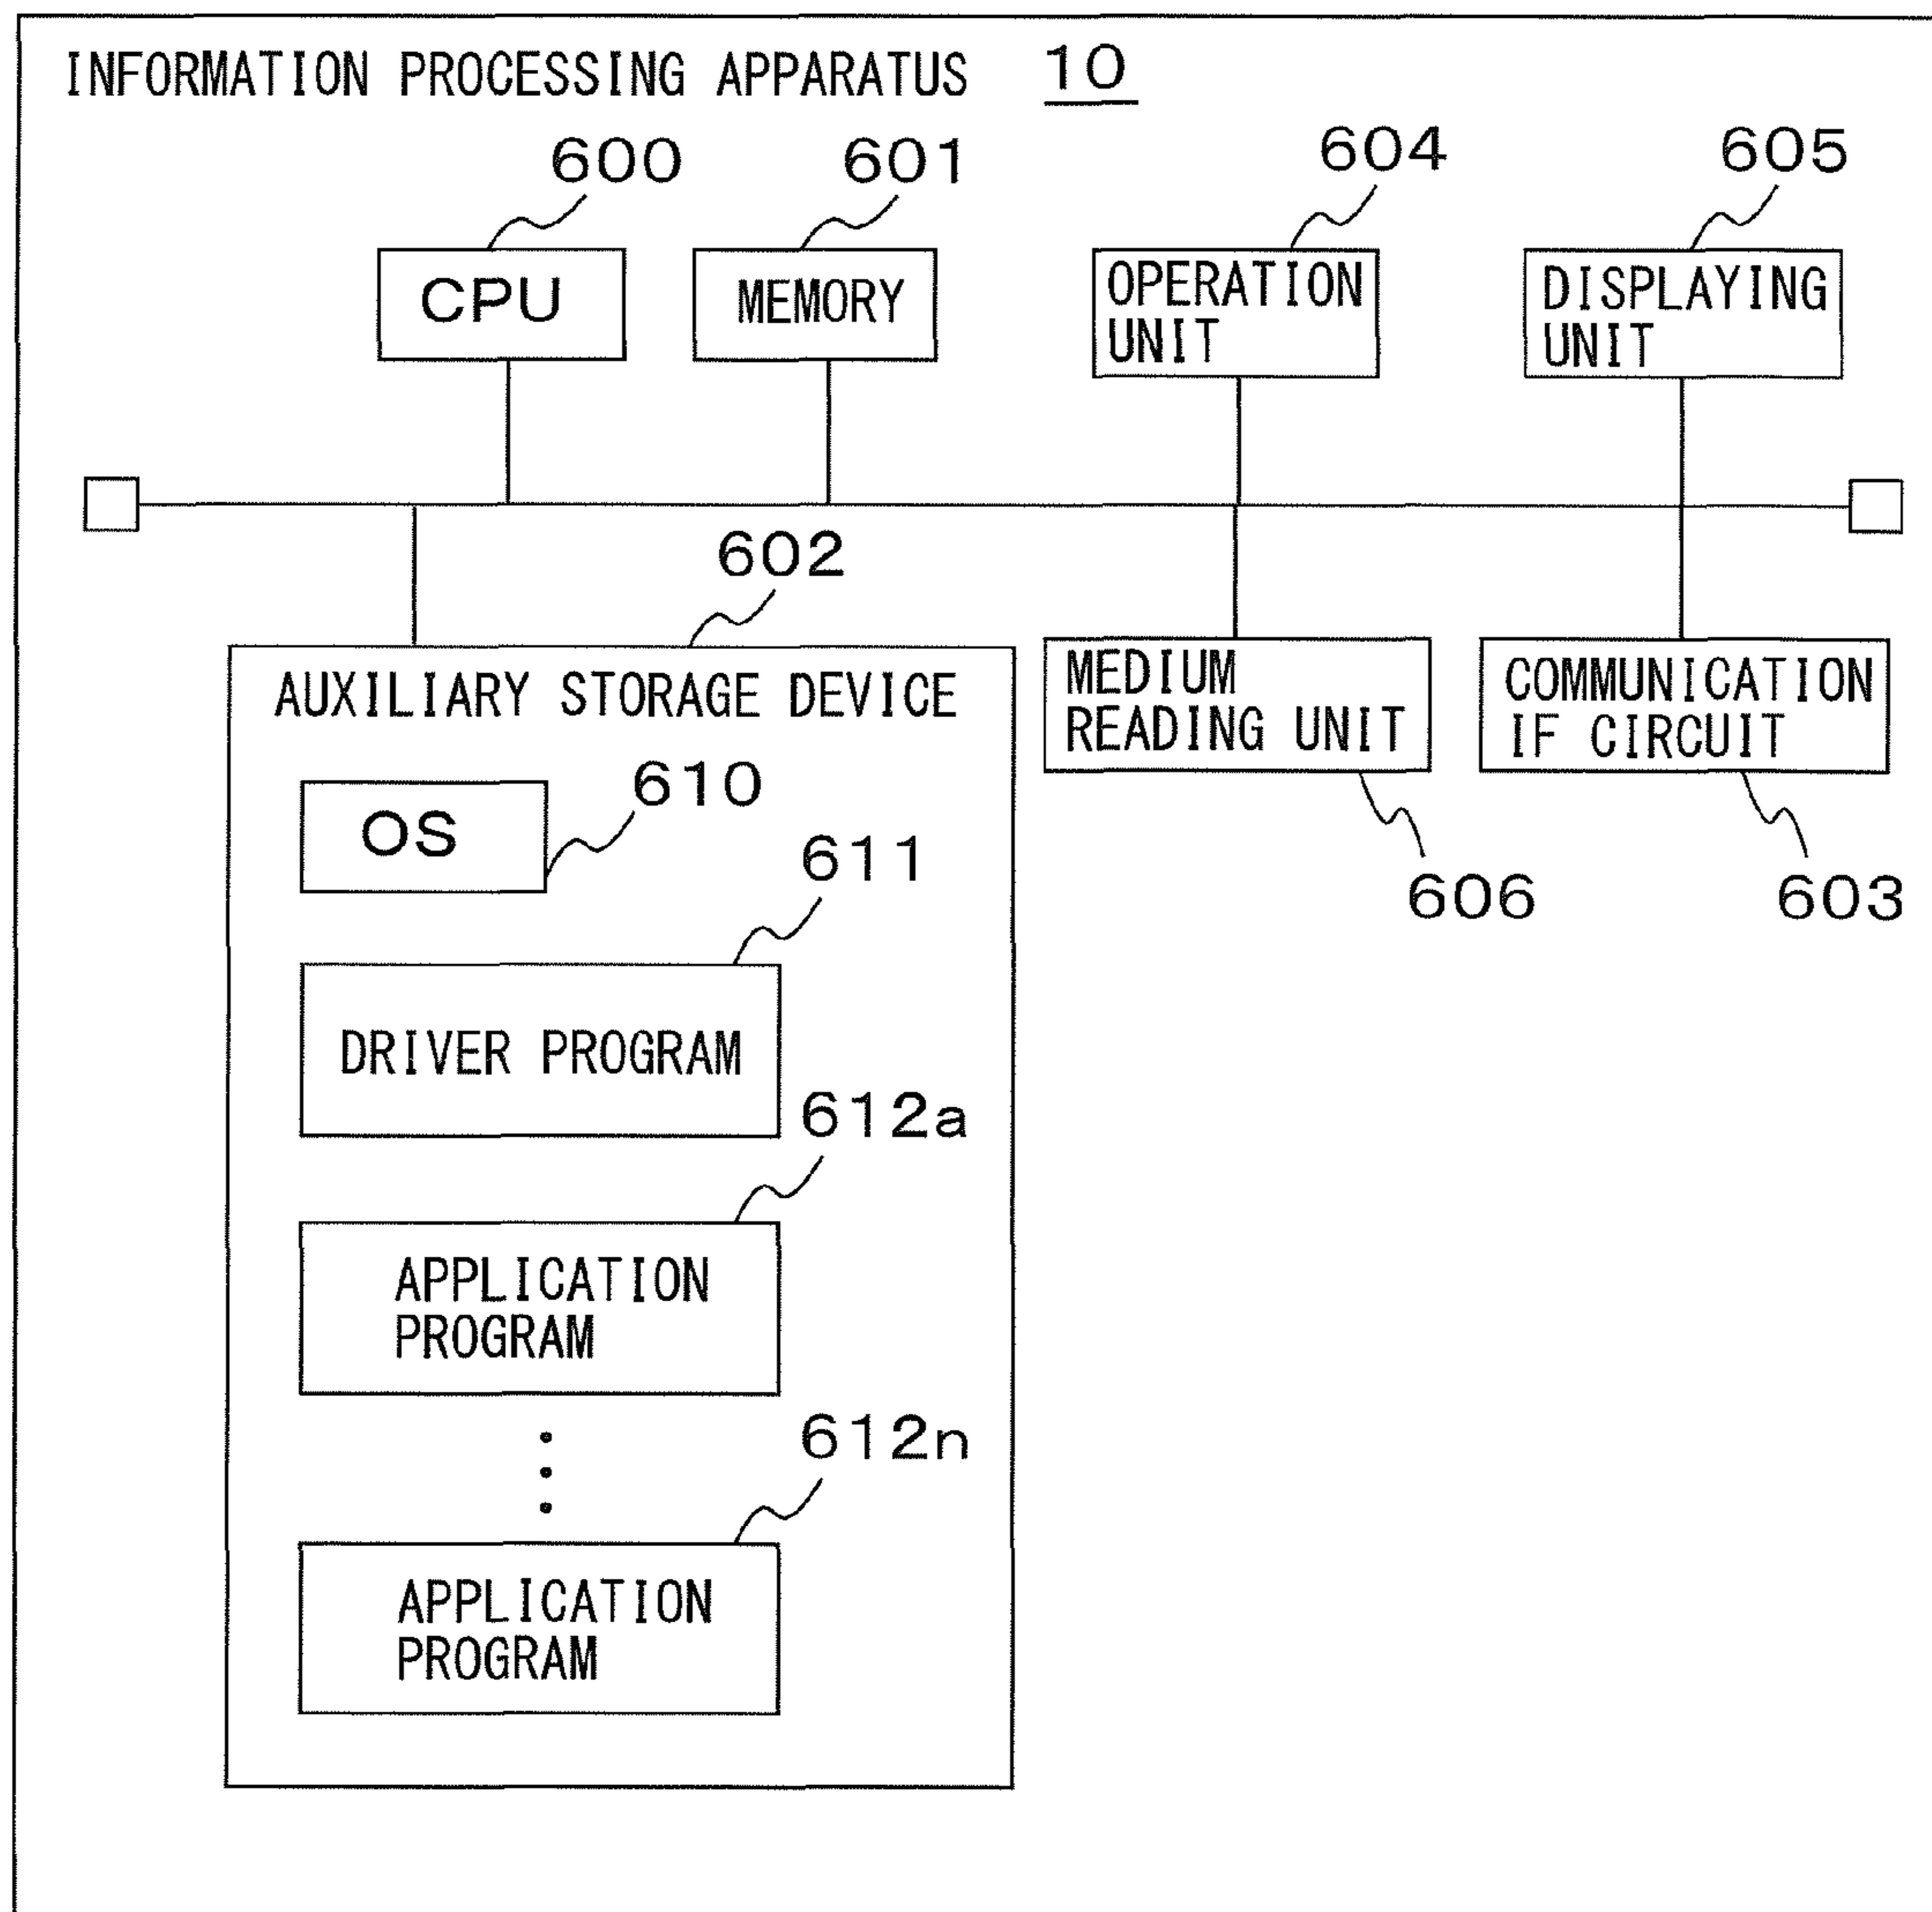 INFORMATION PROCESSING APPARATUS 10
600 601 604 605
CPU MEMORY OPERATION UNIT DISPLAYING UNIT
602
AUXILIARY STORAGE DEVICE
MEDIUM
READING UNIT
COMMUNICATION
IF CIRCUIT
606 603
OS
610
611
DRIVER PROGRAM
612a
APPLICATION
PROGRAM
612n
APPLICATION
PROGRAM